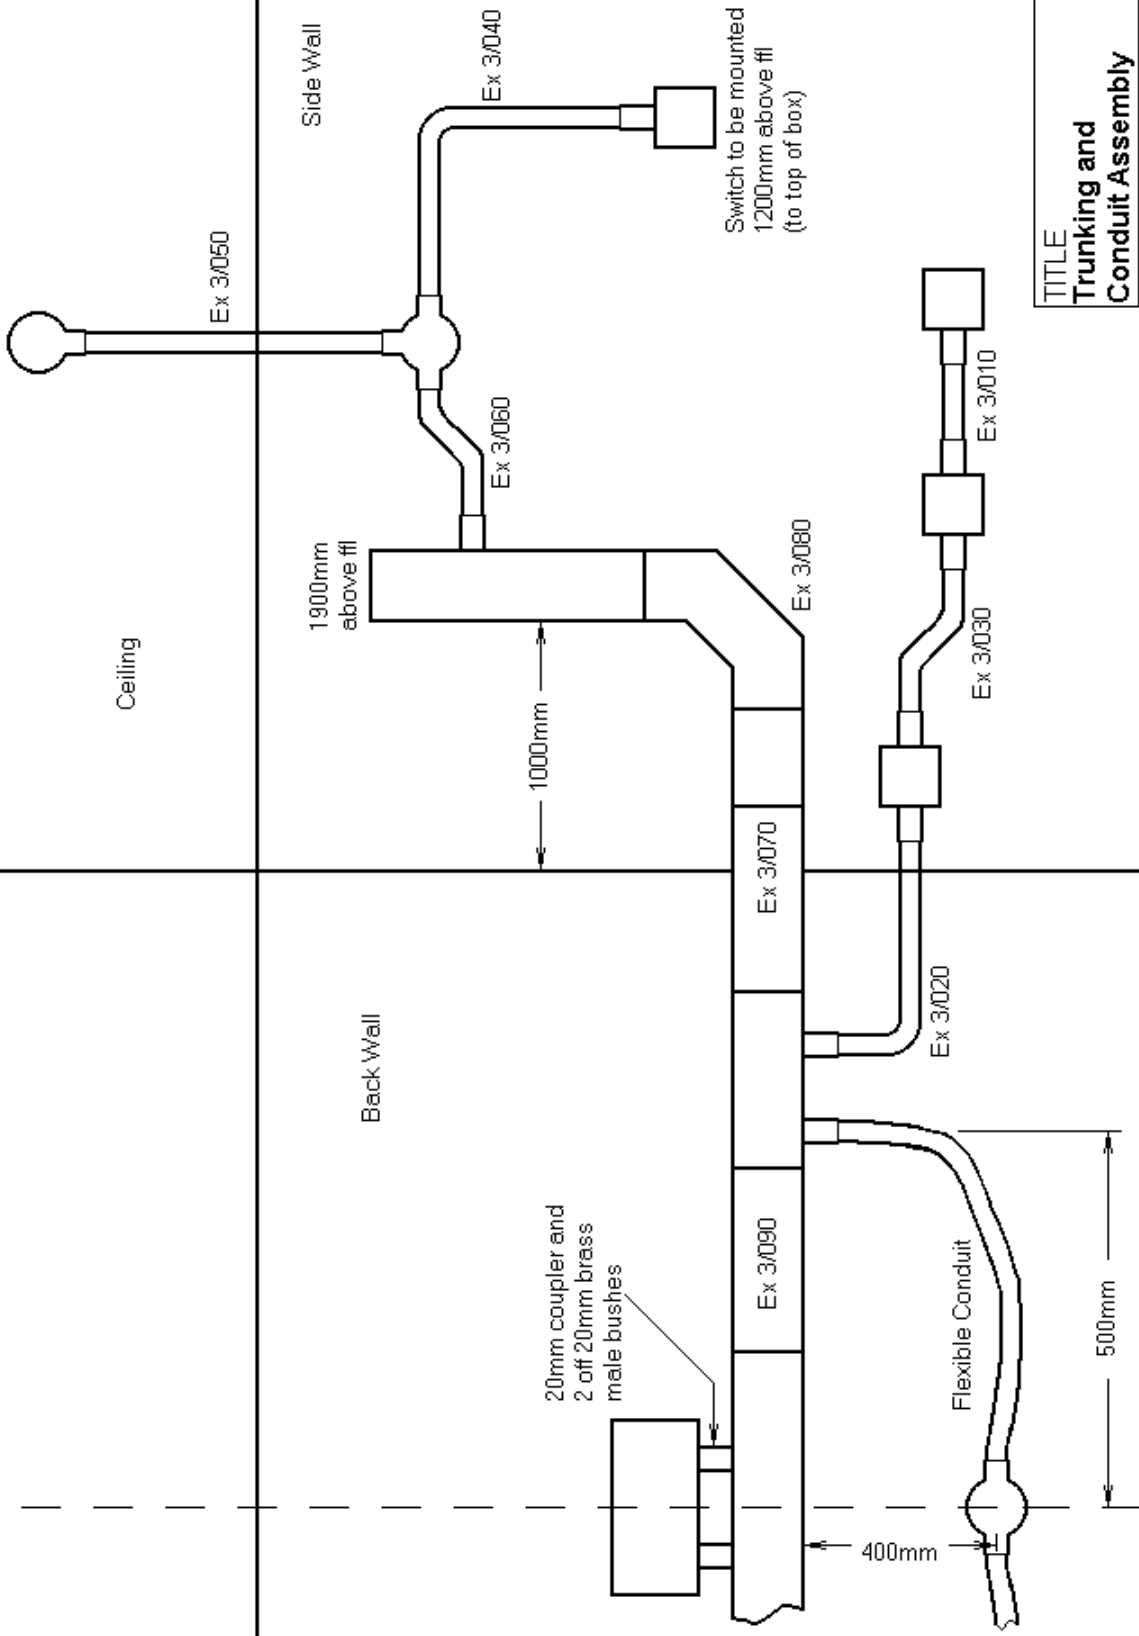 Ceiling
Ex 3/050
Side Wall
Ex 3/040
Back Wall
1900mm
above ffl
Ex 3/060
Switch to be mounted
1200mm above ffl
(to top of box)
1000mm
20mm coupler and
2 off 20mm brass
male bushes
Ex 3/090
Ex 3/070
Ex 3/080
400mm
Flexible Conduit
Ex 3/020
Ex 3/030
Ex 3/010
500mm
TITLE
Trunking and
Conduit Assembly